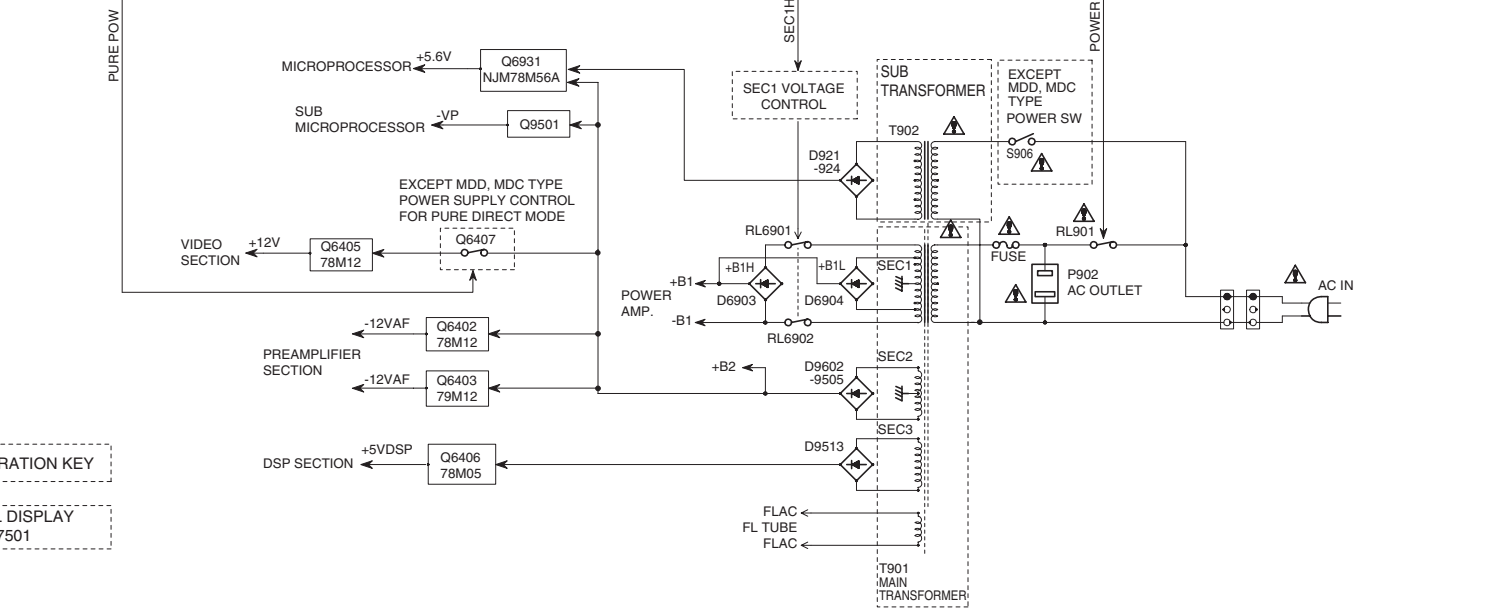 PURE POW
SEC1H
POWER
MICROPROCESSOR
+5.6V
Q6931
NJM78M56A
SUB
MICROPROCESSOR
-VP
Q9501
SEC1 VOLTAGE
CONTROL
SUB
TRANSFORMER
T902
EXCEPT
MDD, MDC
TYPE
POWER SW
S906
D921
-924
EXCEPT MDD, MDC TYPE
POWER SUPPLY CONTROL
FOR PURE DIRECT MODE
Q6407
VIDEO
SECTION
+12V
Q6405
78M12
RL6901
RL901
FUSE
P902
AC OUTLET
AC IN
POWER
AMP.
+B1
-B1
+B1H
D6903
+B1L
D6904
SEC1
RL6902
-12VAF
Q6402
78M12
PREAMPLIFIER
SECTION
-12VAF
Q6403
79M12
+B2
D9602
-9505
SEC2
SEC3
D9513
DSP SECTION
+5VDSP
Q6406
78M05
FLAC
FL TUBE
FLAC
T901
MAIN
TRANSFORMER
RATION KEY
DISPLAY
7501